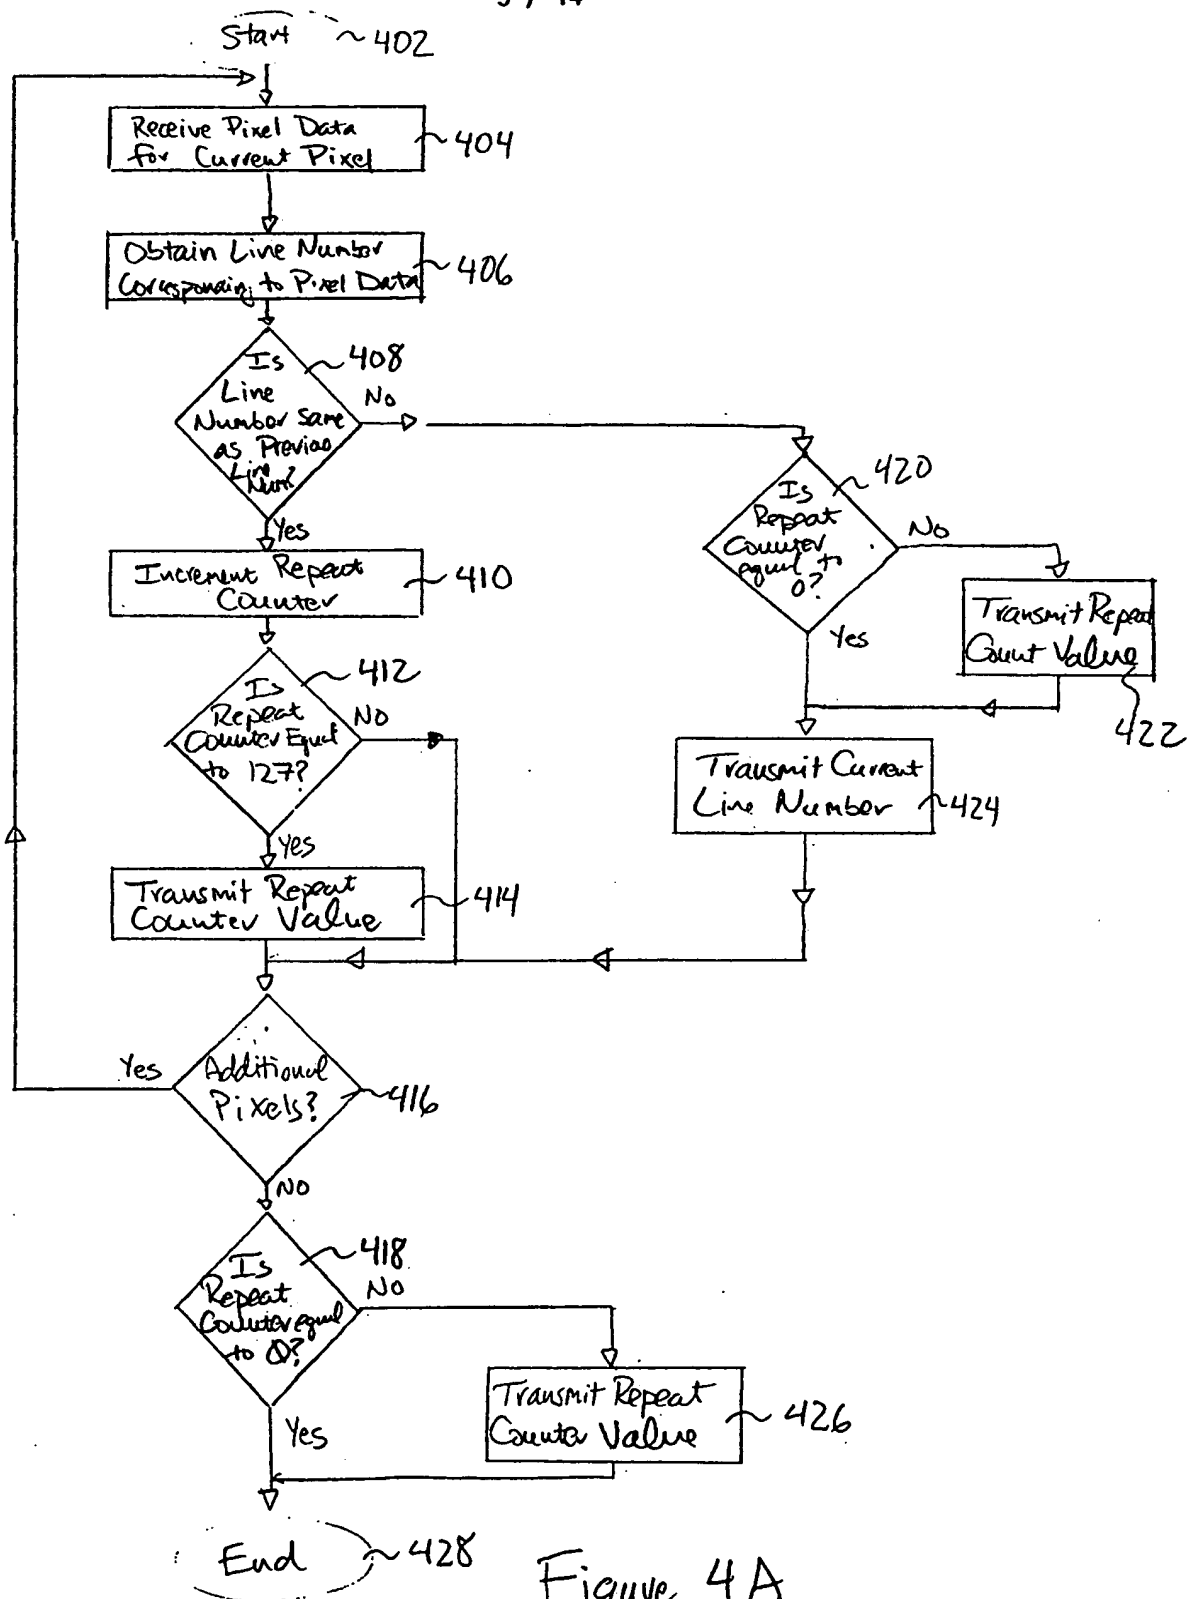 Start 402
Receive Pixel Data
for Current Pixel
404
Obtain Line Number
Corresponding to Pixel Data
406
Is
Line
Number same
as Previao
Line
Num?
408
No
Yes
Increment Repeat
Counter
410
Is
Repeat
Counter Equal
to 127?
412
No
Yes
Transmit Repeat
Counter Value
414
Is
Repeat
Counter
equal to
0?
420
No
Yes
Transmit Repeat
Count Value
422
Transmit Current
Line Number
424
Additional
Pixels?
416
Yes
No
Is
Repeat
Counter equal
to 0?
418
No
Yes
Transmit Repeat
Counter Value
426
End 428
Figure 4A